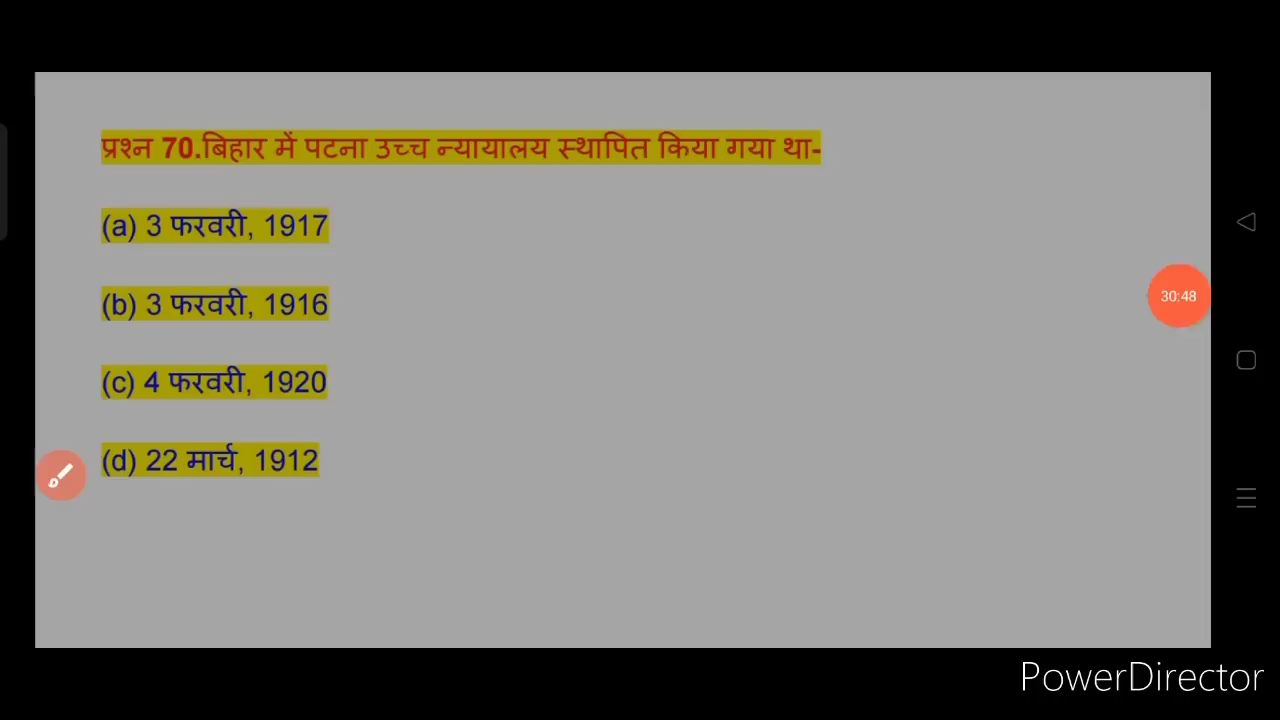 प्रश्न 70.बिहार में पटना उच्च न्यायालय स्थापित किया गया था-
(a) 3 फरवरी, 1917
(b) 3 फरवरी, 1916
30:48
(c) 4 फरवरी, 1920
(d) 22 मार्च, 1912
PowerDirector